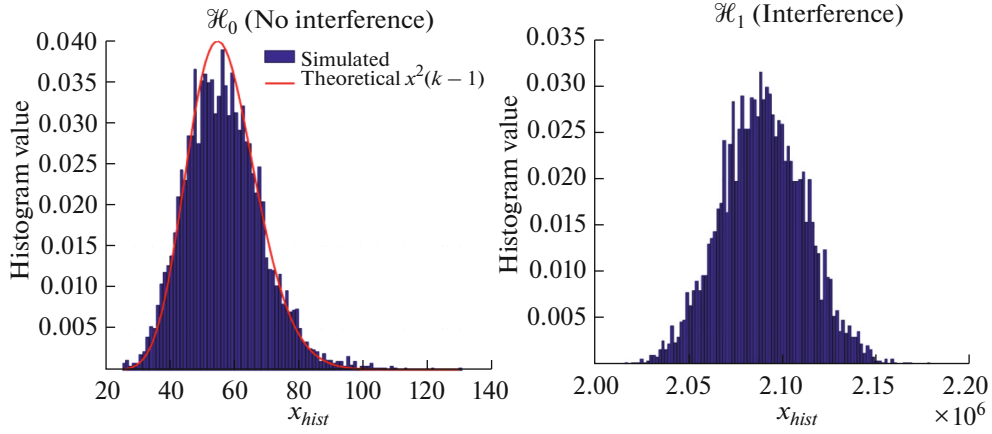 ℋ0 (No interference)
Histogram value
0.040
0.035
0.030
0.025
0.020
0.015
0.010
0.005
20 40 60 80 100 120 140
x_hist
Simulated
Theoretical x²(k – 1)
ℋ1 (Interference)
Histogram value
0.035
0.030
0.025
0.020
0.015
0.010
0.005
2.00 2.05 2.10 2.15 2.20
x_hist
×10⁶